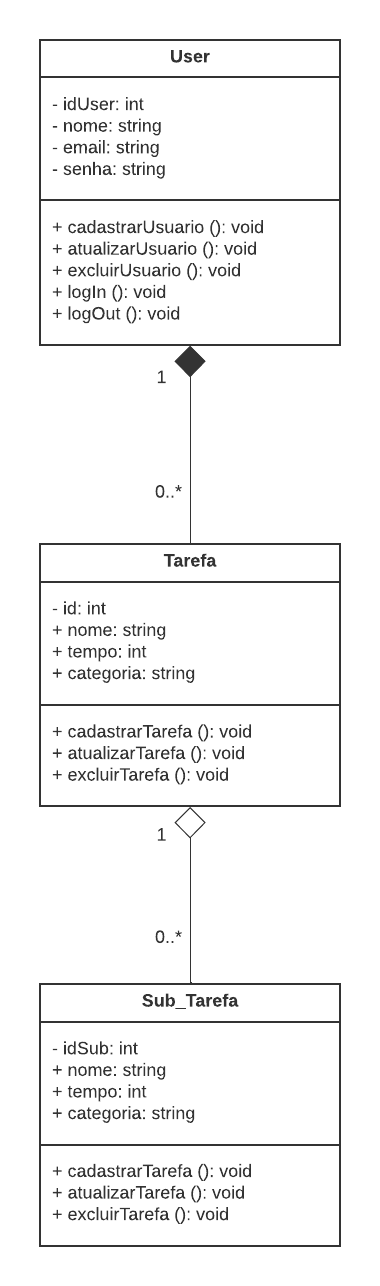 User
- idUser: int
- nome: string
- email: string
- senha: string
+ cadastrarUsuario (): void
+ atualizarUsuario (): void
+ excluirUsuario (): void
+ logIn (): void
+ logOut (): void
1
0..*
Tarefa
- id: int
+ nome: string
+ tempo: int
+ categoria: string
+ cadastrarTarefa (): void
+ atualizarTarefa (): void
+ excluirTarefa (): void
1
0..*
Sub_Tarefa
- idSub: int
+ nome: string
+ tempo: int
+ categoria: string
+ cadastrarTarefa (): void
+ atualizarTarefa (): void
+ excluirTarefa (): void